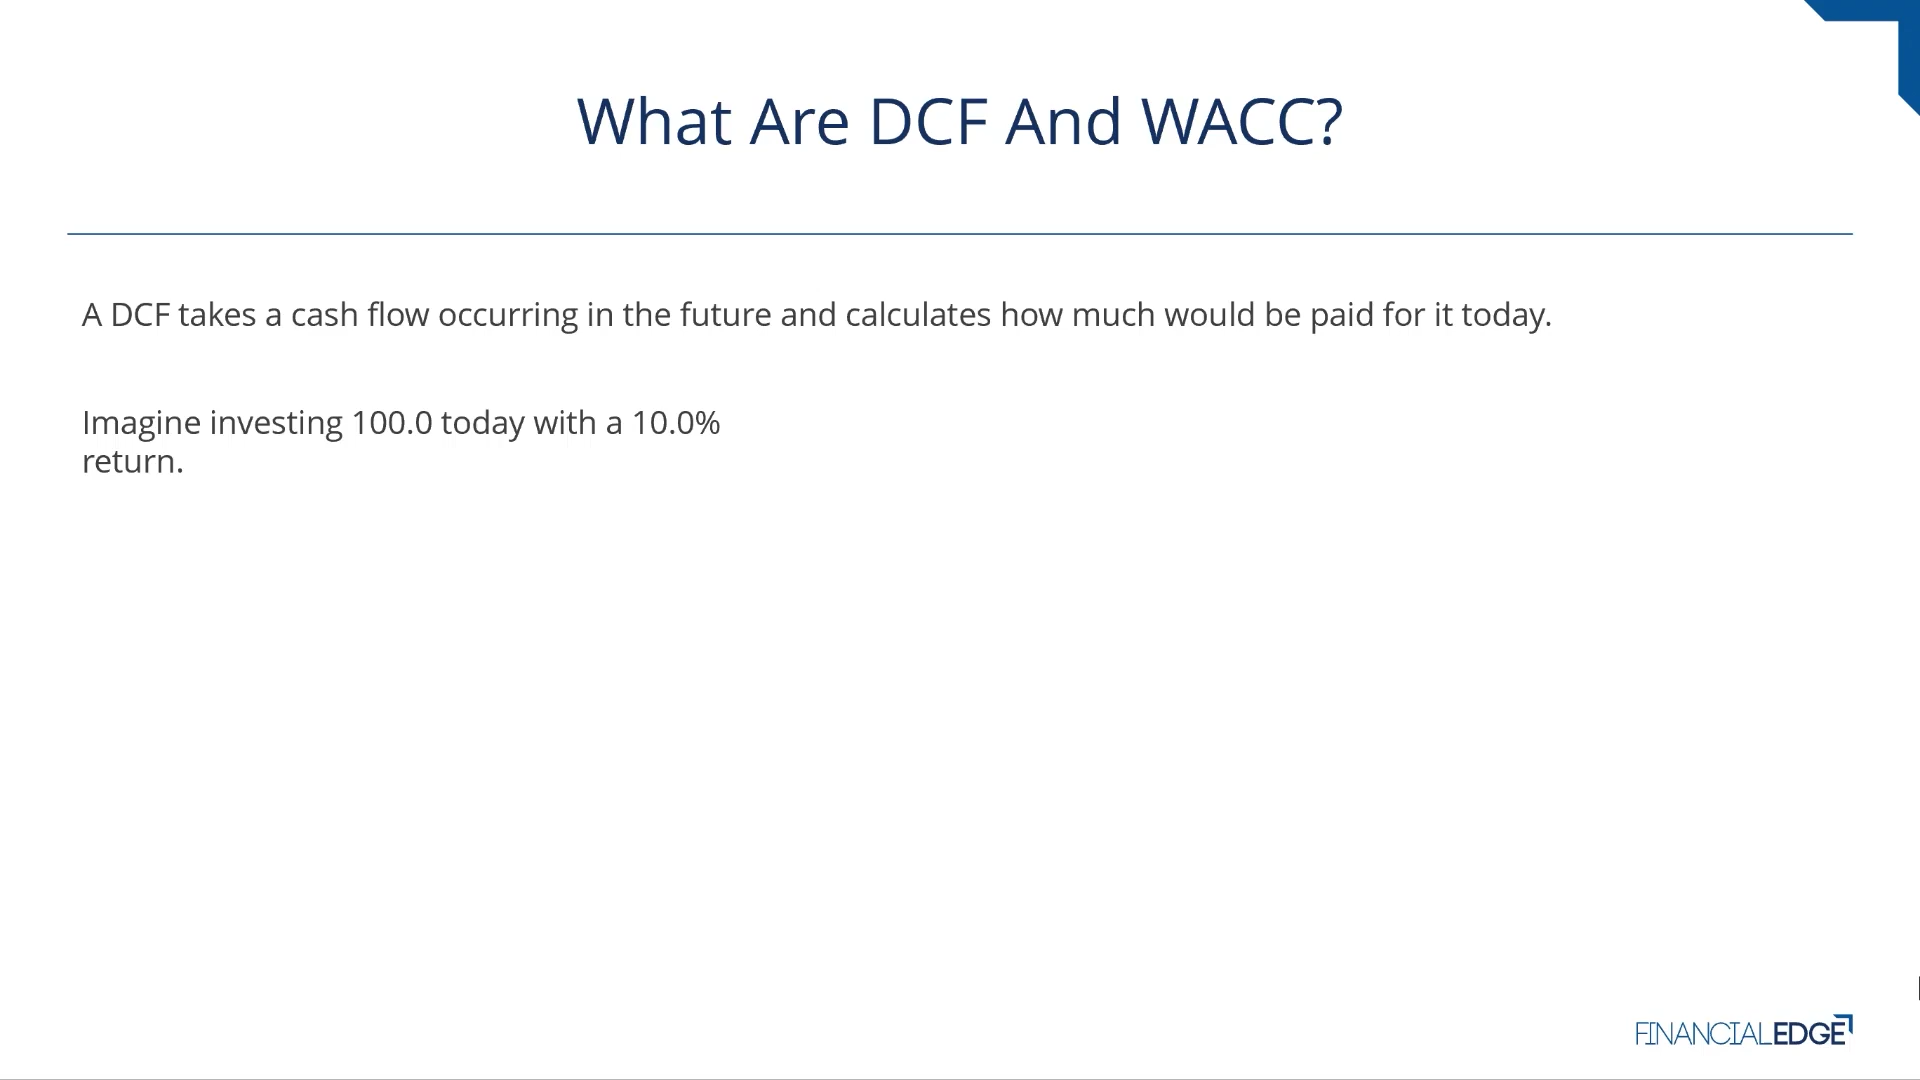 What Are DCF And WACC?
A DCF takes a cash flow occurring in the future and calculates how much would be paid for it today.
Imagine investing 100.0 today with a 10.0%
return.
FINANCIALEDGE